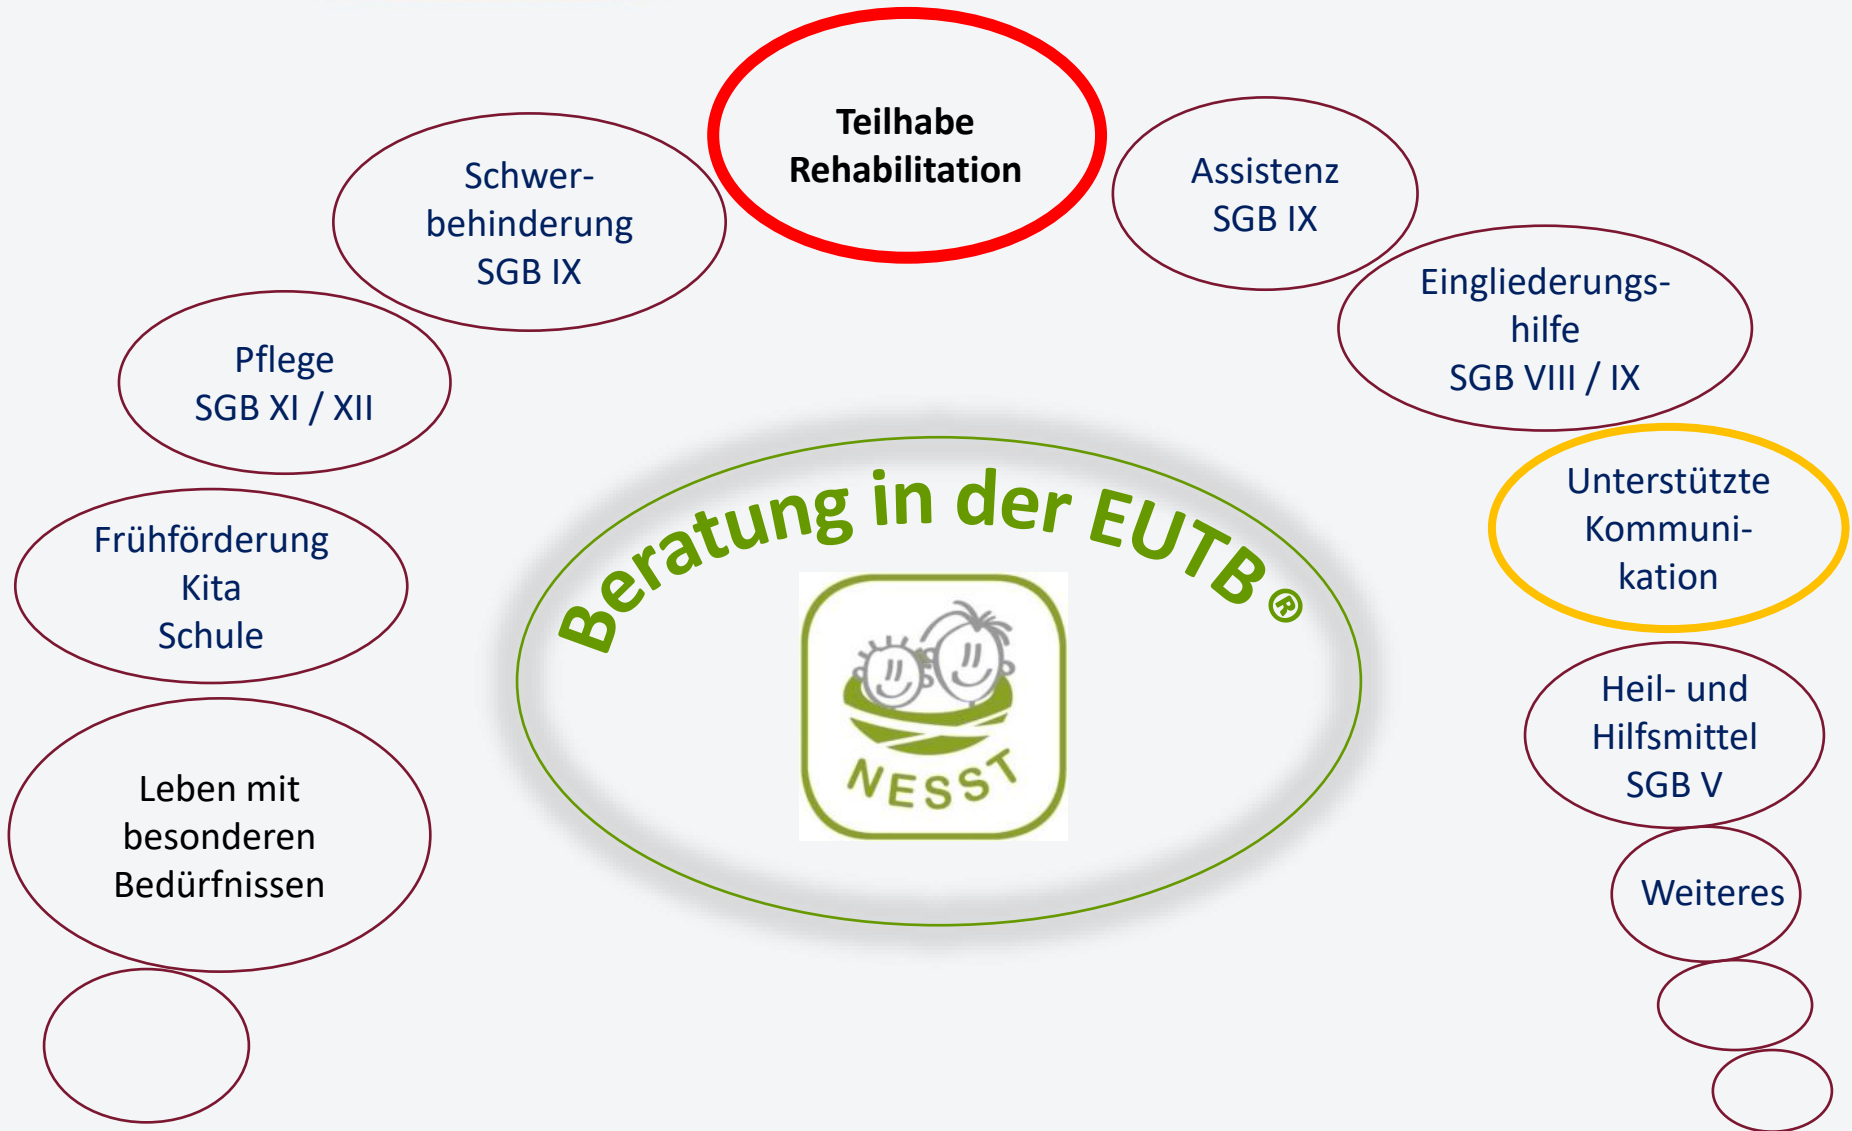 Teilhabe
Rehabilitation
Schwer-
behinderung
SGB IX
Assistenz
SGB IX
Eingliederungs-
hilfe
SGB VIII / IX
Pflege
SGB XI / XII
Unterstützte
Kommuni-
kation
Frühförderung
Kita
Schule
Beratung in der EUTB ®
NESST
Heil- und
Hilfsmittel
SGB V
Leben mit
besonderen
Bedürfnissen
Weiteres